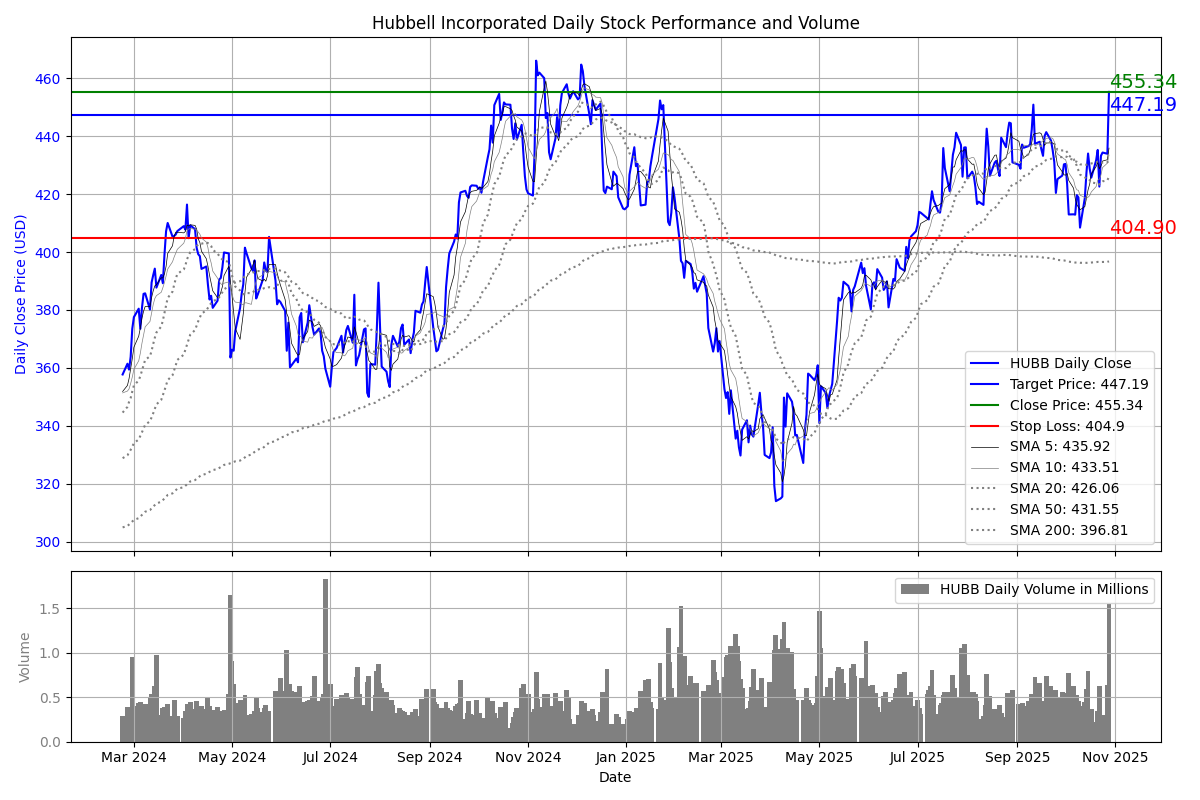 Hubbell Incorporated Daily Stock Performance and Volume
Daily Close Price (USD)
460
440
420
400
380
360
340
320
300
455.34
447.19
404.90
HUBB Daily Close
Target Price: 447.19
Close Price: 455.34
Stop Loss: 404.9
SMA 5: 435.92
SMA 10: 433.51
SMA 20: 426.06
SMA 50: 431.55
SMA 200: 396.81
Volume
1.5
1.0
0.5
0.0
HUBB Daily Volume in Millions
Mar 2024 May 2024 Jul 2024 Sep 2024 Nov 2024 Jan 2025 Mar 2025 May 2025 Jul 2025 Sep 2025 Nov 2025
Date